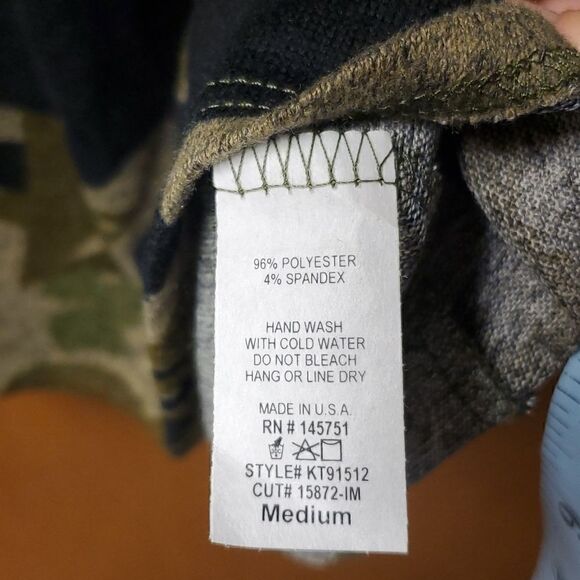 96% POLYESTER
4% SPANDEX
HAND WASH
WITH COLD WATER
DO NOT BLEACH
HANG OR LINE DRY
MADE IN U.S.A.
RN # 145751
STYLE# KT91512
CUT# 15872-IM
Medium